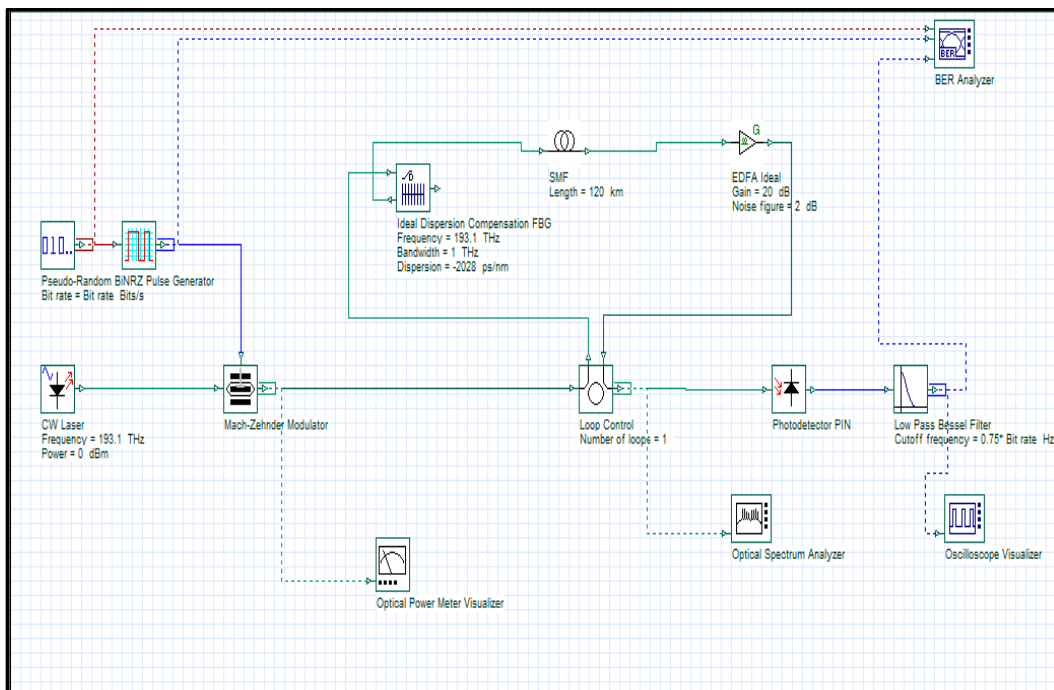 BER
BER Analyzer
G
SMF
Length = 120 km
EDFA Ideal
Gain = 20 dB
Noise figure = 2 dB
Ideal Dispersion Compensation FBG
Frequency = 193.1 THz
Bandwidth = 1 THz
Dispersion = -2028 ps/nm
010..
Pseudo-Random BiNRZ Pulse Generator
Bit rate = Bit rate Bits/s
CW Laser
Frequency = 193.1 THz
Power = 0 dBm
Mach-Zehnder Modulator
Loop Control
Number of loops = 1
Photodetector PIN
Low Pass Bessel Filter
Cutoff frequency = 0.75* Bit rate Hz
Optical Spectrum Analyzer
Oscilloscope Visualizer
Optical Power Meter Visualizer